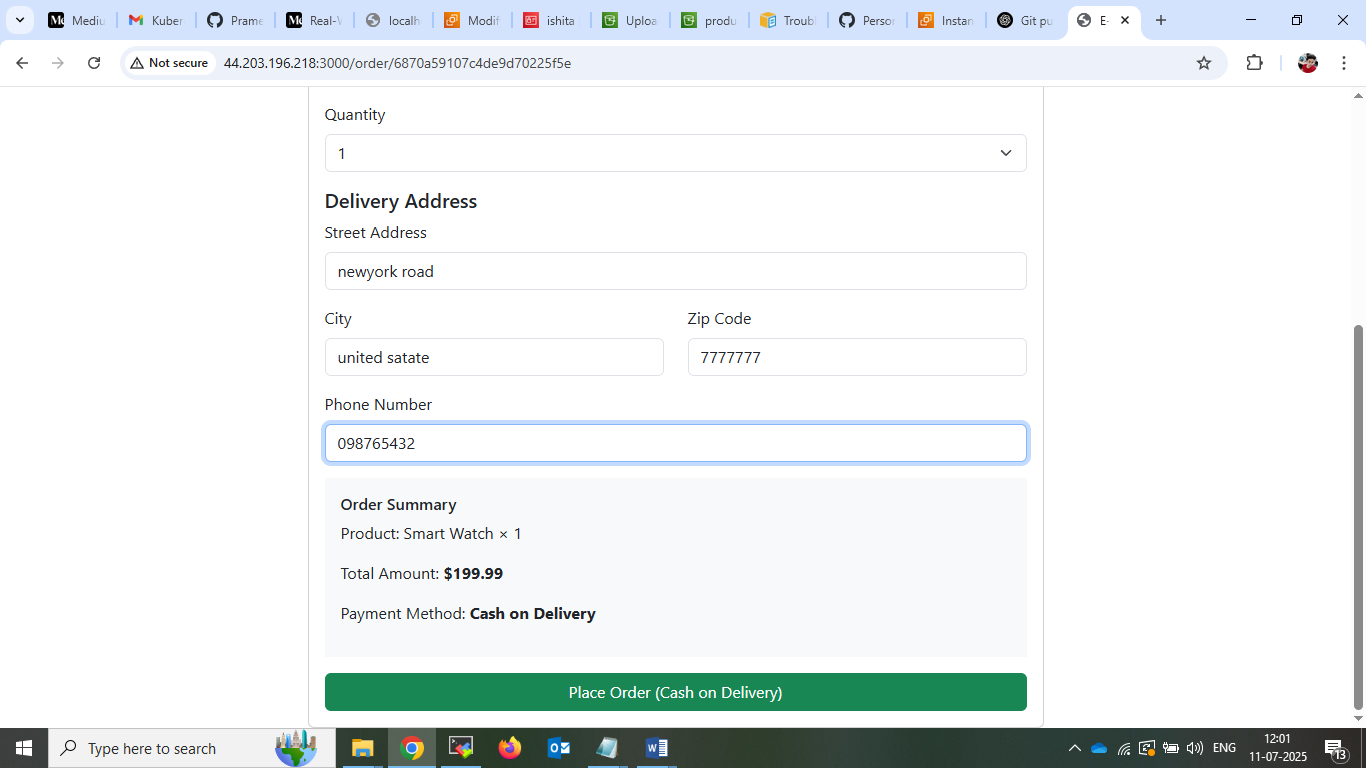 Mediu
Kuber
Prame
Real-W
localh
Modif
ishita
Uploa
produ
Troubl
Perso
Instan
Git pu
E-
Not secure
44.203.196.218:3000/order/6870a59107c4de9d70225f5e
Quantity
1
Delivery Address
Street Address
newyork road
City
Zip Code
united satate
7777777
Phone Number
098765432
Order Summary
Product: Smart Watch × 1
Total Amount: $199.99
Payment Method: Cash on Delivery
Place Order (Cash on Delivery)
Type here to search
ENG
12:01
11-07-2025
13